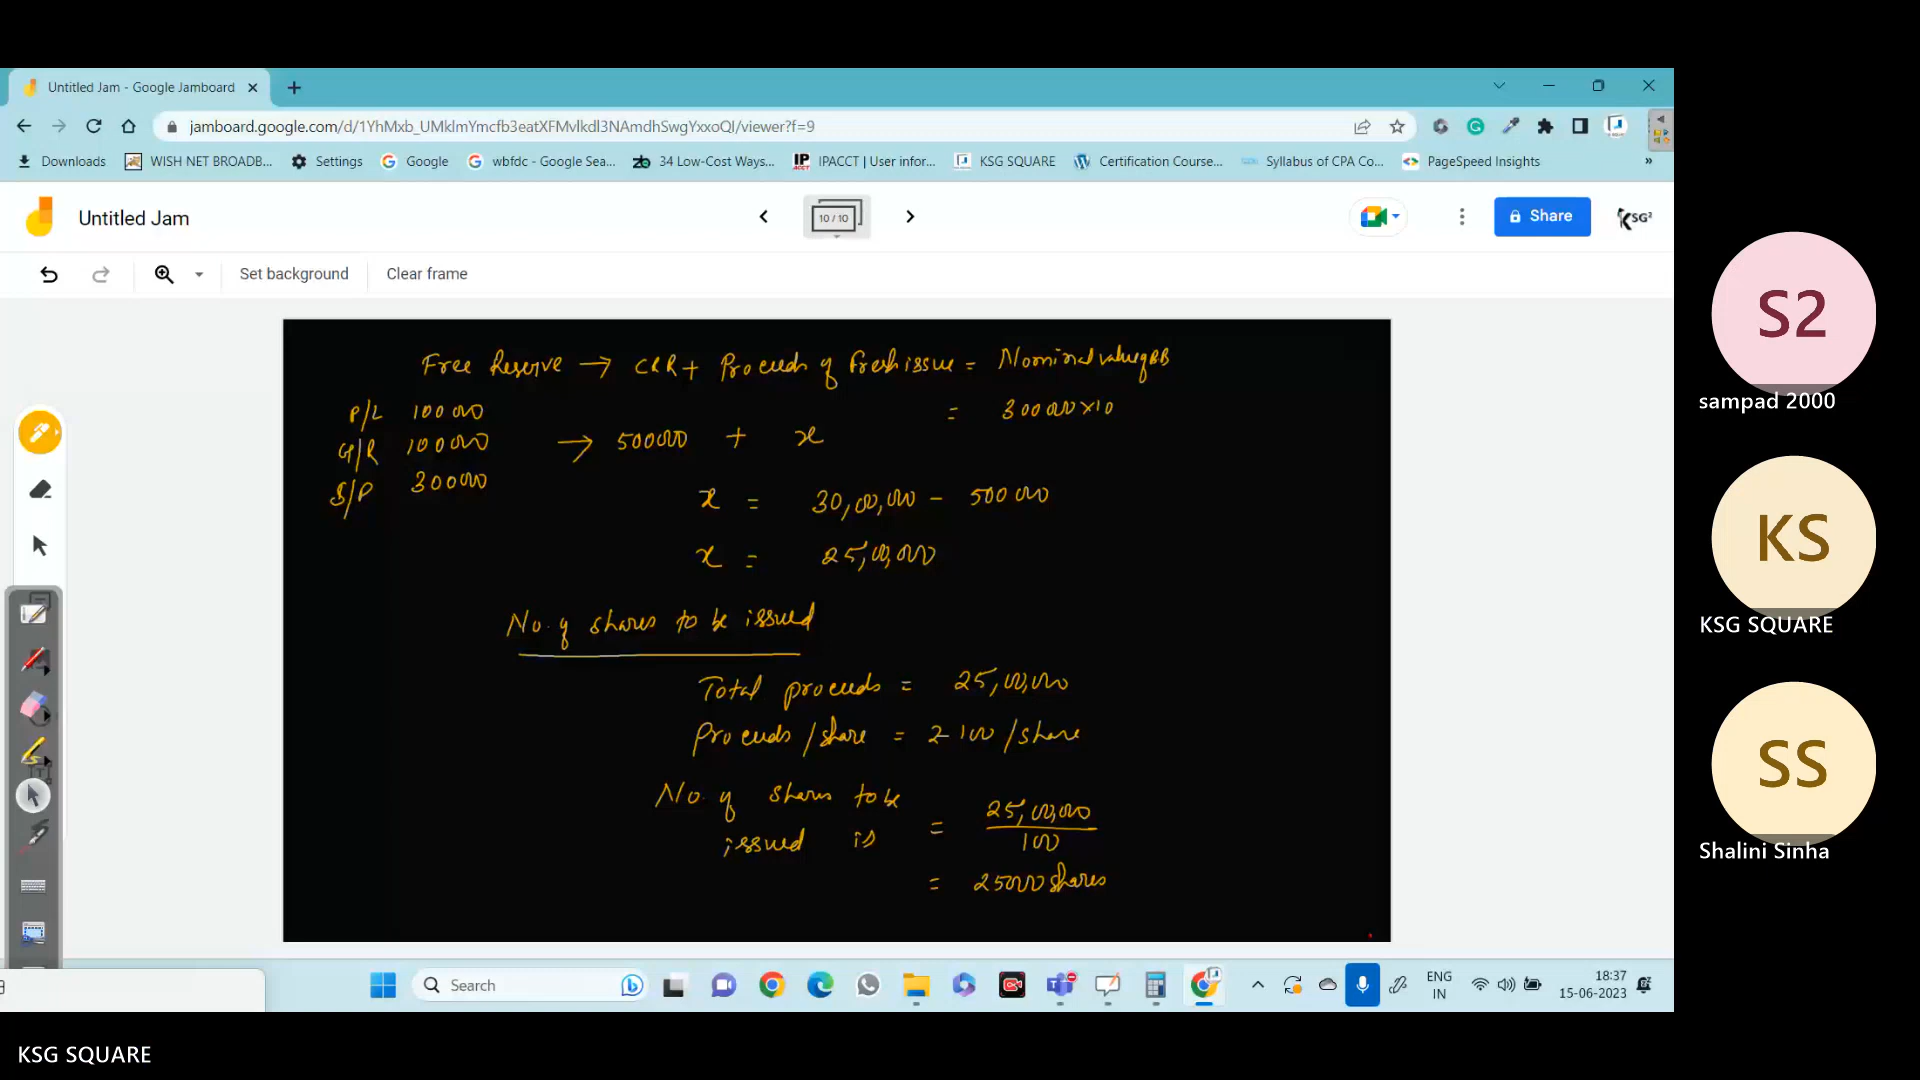 Untitled Jam - Google Jamboard
jamboard.google.com/d/1YhMxb_UMklmYmcfb3eatXFMvlkdl3NAmdhSwgYxxoQI/viewer?f=9
Downloads WISH NET BROADB... Settings Google wbfdc - Google Sea... 34 Low-Cost Ways... IPACCT | User infor... KSG SQUARE Certification Course... Syllabus of CPA Co... PageSpeed Insights »
Untitled Jam 10 / 10 Share KSG²
Set background Clear frame
Free Reserve → CRR + Proceeds of Fresh issue = Nominal value of BB
P/L 100000 = 300000×10
G/R 100000 → 500000 + x
S/P 300000
x = 30,00,000 - 500000
x = 25,00,000
No. of shares to be issued
Total proceeds = 25,00,000
Proceeds /share = ₹ 100 /share
No. of shares to be
issued is = 25,00,000
100
= 25000 shares
S2
sampad 2000
KS
KSG SQUARE
SS
Shalini Sinha
Search
ENG
IN
18:37
15-06-2023
KSG SQUARE